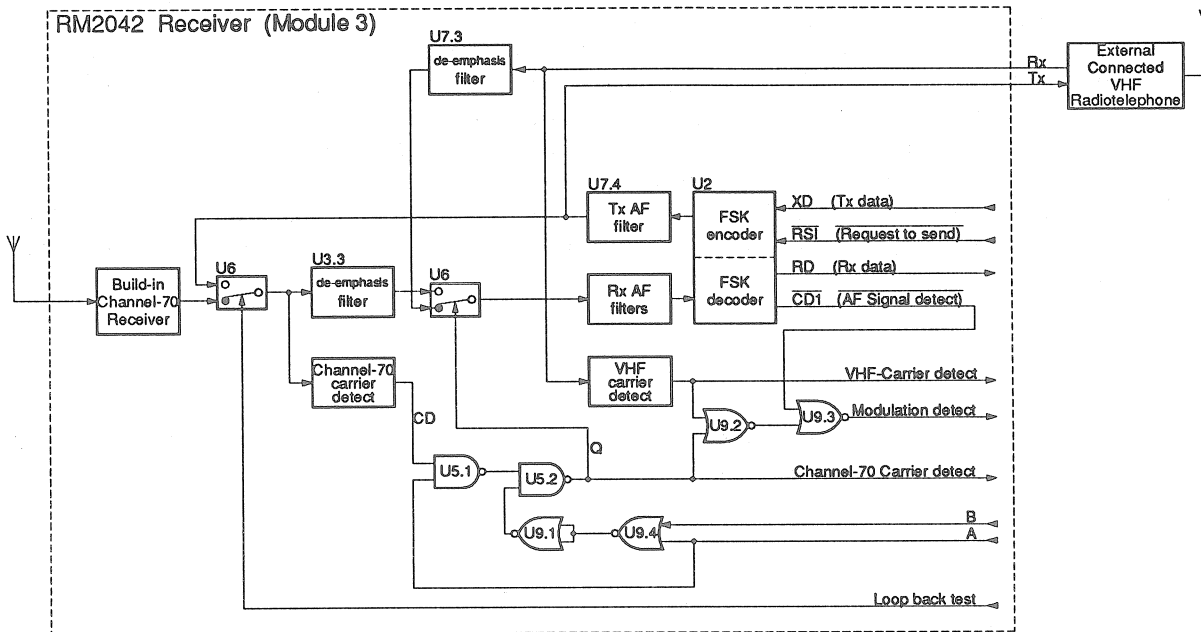 RM2042 Receiver (Module 3)
U7.3
de-emphasis
filter
Rx
Tx
External
Connected
VHF
Radiotelephone
U7.4
Tx AF
filter
U2
FSK
encoder
FSK
decoder
XD (Tx data)
RSI (Request to send)
RD (Rx data)
CD1 (AF Signal detect)
Build-in
Channel-70
Receiver
U6
U3.3
de-emphasis
filter
U6
Rx AF
filters
Channel-70
carrier
detect
CD
VHF
carrier
detect
VHF-Carrier detect
U9.2
U9.3
Modulation detect
Q
U5.1
U5.2
Channel-70 Carrier detect
U9.1
U9.4
B
A
Loop back test